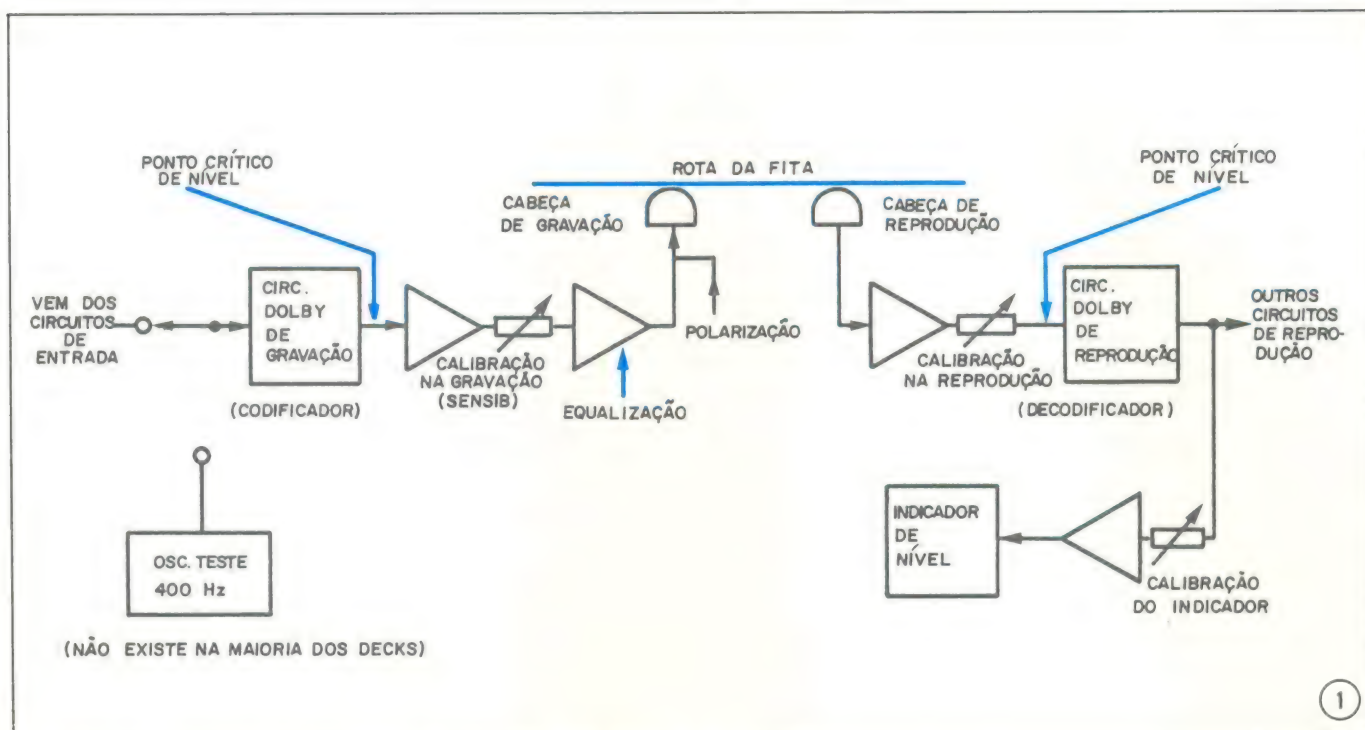 PONTO CRÍTICO
DE NÍVEL
ROTA DA FITA
PONTO CRÍTICO
DE NÍVEL
CABEÇA
DE GRAVAÇÃO
CABEÇA DE
REPRODUÇÃO
VEM DOS
CIRCUITOS
DE
ENTRADA
CIRC.
DOLBY
DE
GRAVAÇÃO
(CODIFICADOR)
CALIBRAÇÃO
NA GRAVAÇÃO
(SENSIB)
EQUALIZAÇÃO
POLARIZAÇÃO
CALIBRAÇÃO
NA REPRODUÇÃO
CIRC.
DOLBY
DE
REPRODUÇÃO
(DECODIFICADOR)
OUTROS
CIRCUITOS
DE REPRO-
DUÇÃO
OSC. TESTE
400 Hz
(NÃO EXISTE NA MAIORIA DOS DECKS)
INDICADOR
DE
NÍVEL
CALIBRAÇÃO
DO INDICADOR
1